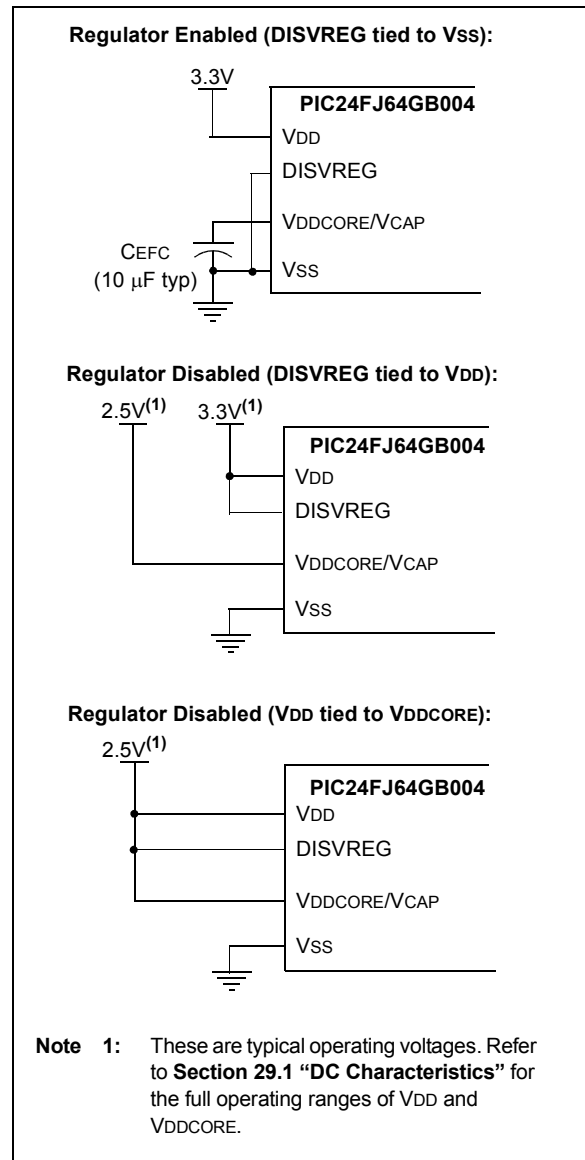 Regulator Enabled (DISVREG tied to VSS):
3.3V
PIC24FJ64GB004
VDD
DISVREG
VDDCORE/VCAP
CEFC
(10 μF typ)
VSS
Regulator Disabled (DISVREG tied to VDD):
2.5V(1) 3.3V(1)
PIC24FJ64GB004
VDD
DISVREG
VDDCORE/VCAP
VSS
Regulator Disabled (VDD tied to VDDCORE):
2.5V(1)
PIC24FJ64GB004
VDD
DISVREG
VDDCORE/VCAP
VSS
Note 1: These are typical operating voltages. Refer
to Section 29.1 “DC Characteristics” for
the full operating ranges of VDD and
VDDCORE.